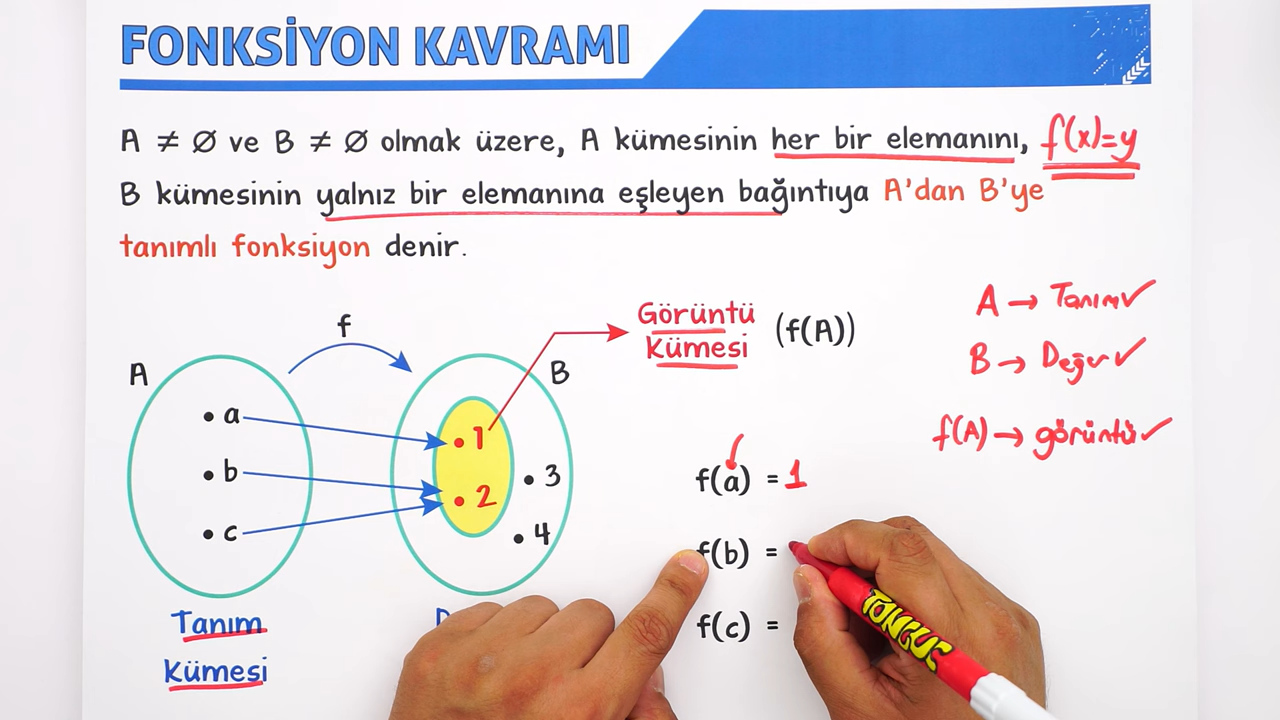 FONKSİYON KAVRAMI
A ≠ Ø ve B ≠ Ø olmak üzere, A kümesinin her bir elemanını, f(x)=y
B kümesinin yalnız bir elemanına eşleyen bağıntıya A'dan B'ye
tanımlı fonksiyon denir.
f
A
B
a
b
c
1
2
3
4
Tanım
Kümesi
Görüntü
Kümesi
(f(A))
A → Tanım
B → Değer
f(A) → görüntü
f(a) = 1
f(b) =
f(c) =
TONGUÇ